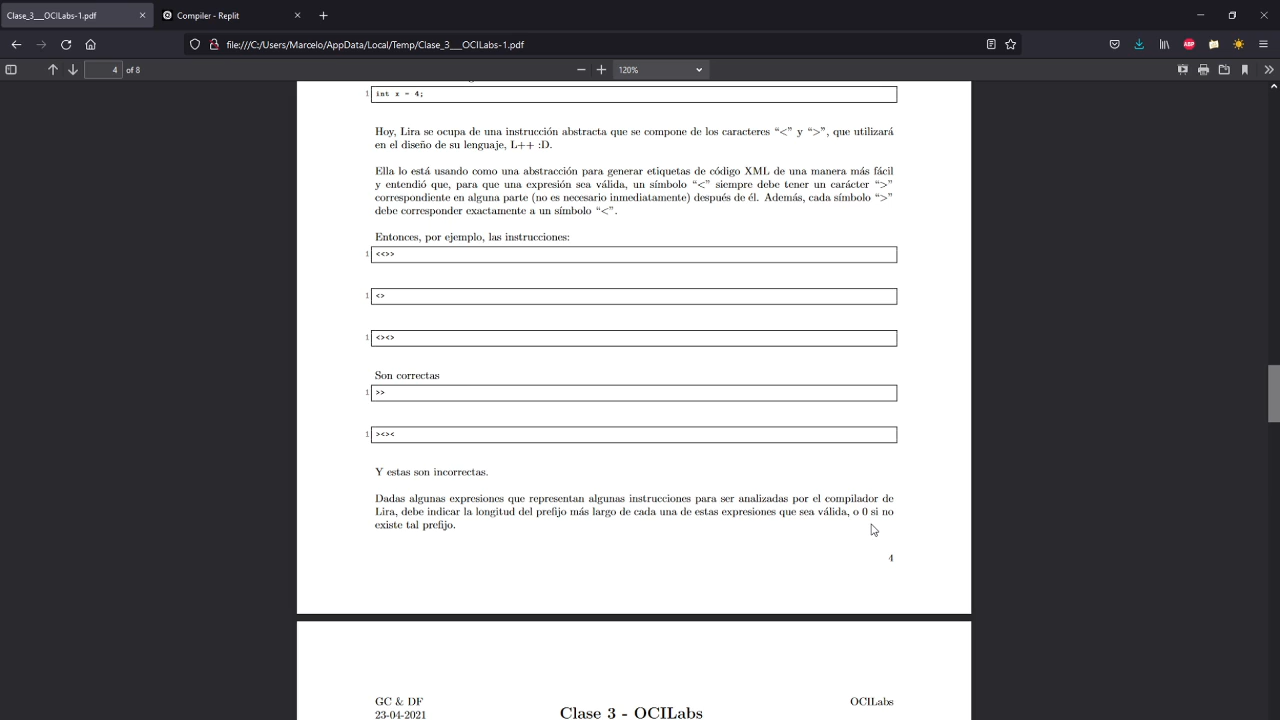 Clase_3___OCILabs-1.pdf
Compiler - Replit
file:///C:/Users/Marcelo/AppData/Local/Temp/Clase_3___OCILabs-1.pdf
ABP
4 of 8
120%
1 int x = 4;
Hoy, Lira se ocupa de una instrucción abstracta que se compone de los caracteres “<” y “>”, que utilizará
en el diseño de su lenguaje, L++ :D.
Ella lo está usando como una abstracción para generar etiquetas de código XML de una manera más fácil
y entendió que, para que una expresión sea válida, un símbolo “<” siempre debe tener un carácter “>”
correspondiente en alguna parte (no es necesario inmediatamente) después de él. Además, cada símbolo “>”
debe corresponder exactamente a un símbolo “<”.
Entonces, por ejemplo, las instrucciones:
1 <<>>
1 <>
1 <><>
Son correctas
1 >>
1 ><><
Y estas son incorrectas.
Dadas algunas expresiones que representan algunas instrucciones para ser analizadas por el compilador de
Lira, debe indicar la longitud del prefijo más largo de cada una de estas expresiones que sea válida, o 0 si no
existe tal prefijo.
4
GC & DF
23-04-2021
Clase 3 - OCILabs
OCILabs